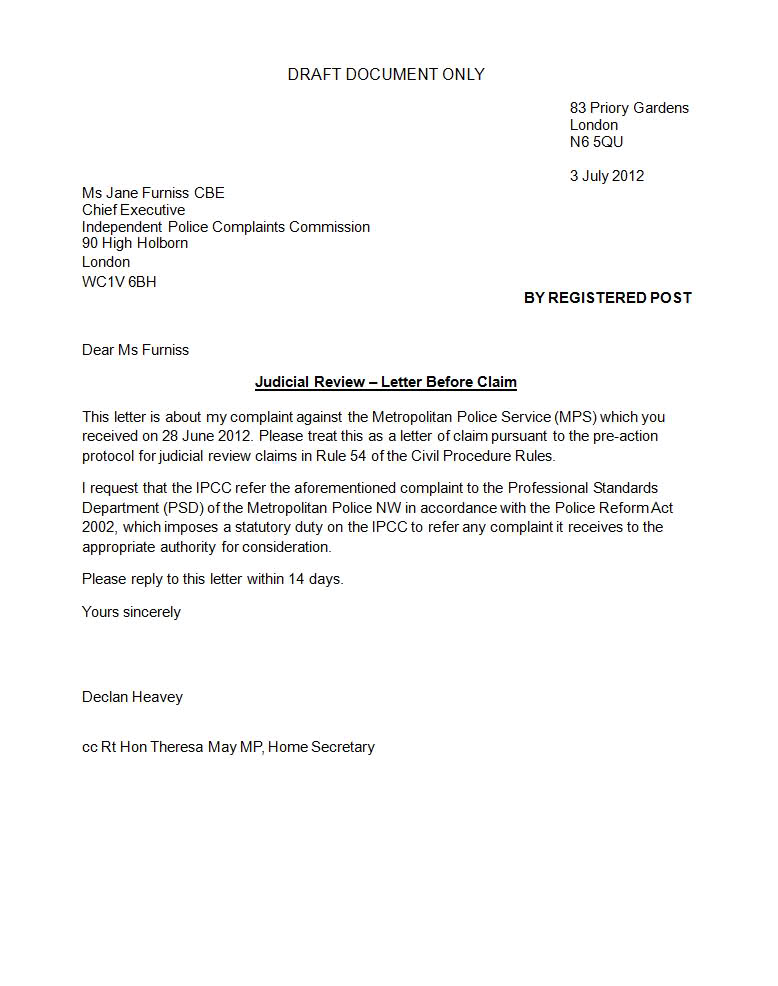 DRAFT DOCUMENT ONLY
83 Priory Gardens
London
N6 5QU
3 July 2012
Ms Jane Furniss CBE
Chief Executive
Independent Police Complaints Commission
90 High Holborn
London
WC1V 6BH
BY REGISTERED POST
Dear Ms Furniss
Judicial Review – Letter Before Claim
This letter is about my complaint against the Metropolitan Police Service (MPS) which you
received on 28 June 2012. Please treat this as a letter of claim pursuant to the pre-action
protocol for judicial review claims in Rule 54 of the Civil Procedure Rules.
I request that the IPCC refer the aforementioned complaint to the Professional Standards
Department (PSD) of the Metropolitan Police NW in accordance with the Police Reform Act
2002, which imposes a statutory duty on the IPCC to refer any complaint it receives to the
appropriate authority for consideration.
Please reply to this letter within 14 days.
Yours sincerely
Declan Heavey
cc Rt Hon Theresa May MP, Home Secretary